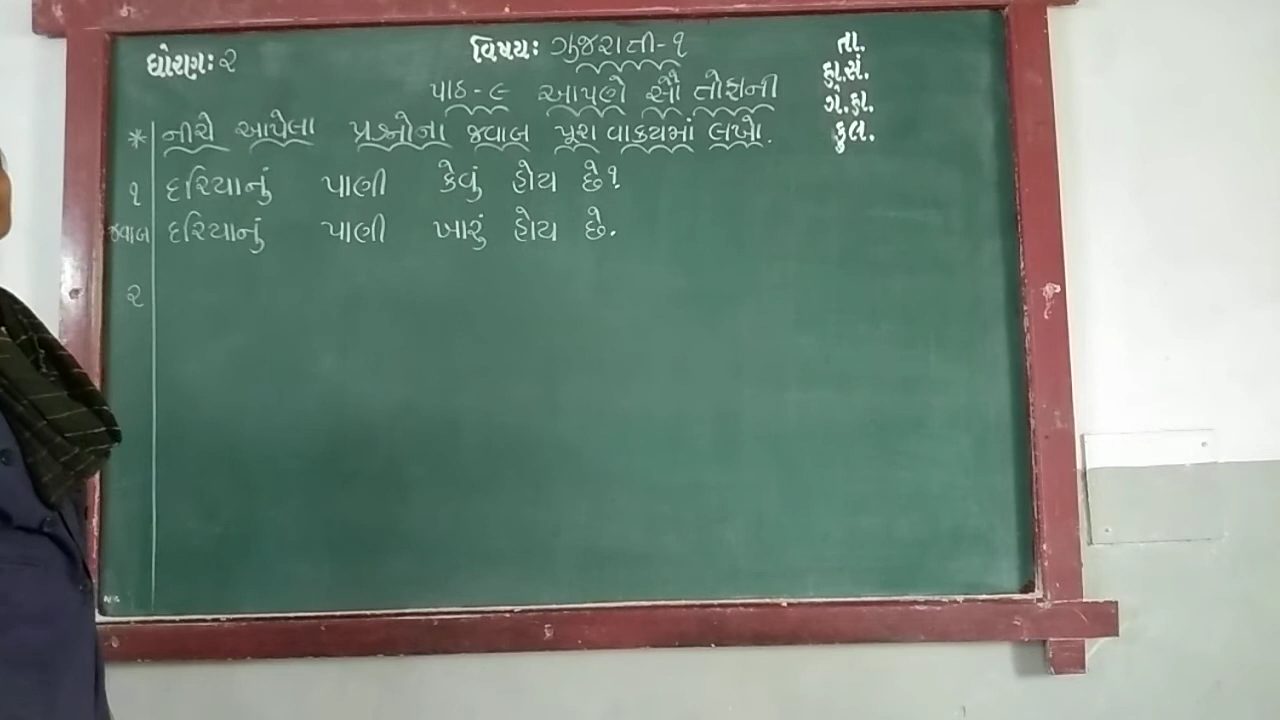 ધોરણઃ ૨
વિષયઃ ગુજરાતી-૧
તા.
હા.સં.
ગે.હા.
કુલ.
પાઠ-૯ આપણે સૌ તોફાની
* નીચે આપેલા પ્રશ્નોના જવાબ પૂરા વાક્યમાં લખો.
૧ દરિયાનું પાણી કેવું હોય છે?
જવાબ દરિયાનું પાણી ખારું હોય છે.
૨